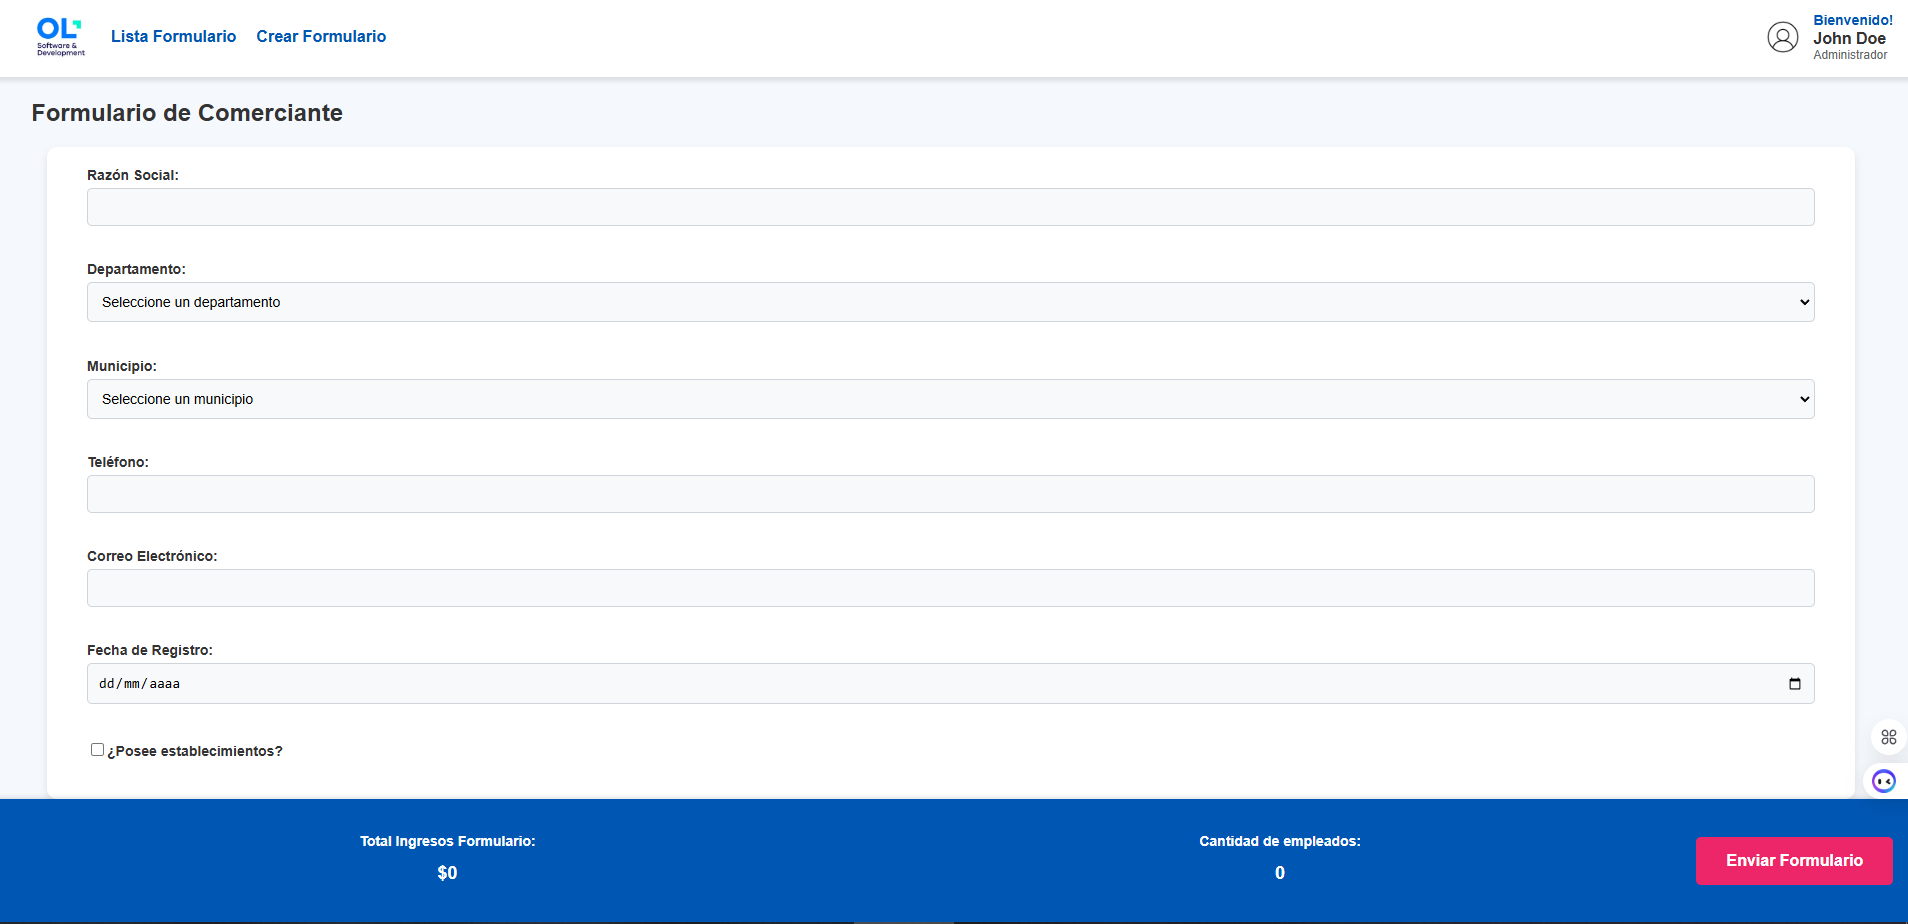 OL
Software &
Development
Lista Formulario
Crear Formulario
Bienvenido!
John Doe
Administrador
Formulario de Comerciante
Razón Social:
Departamento:
Seleccione un departamento
Municipio:
Seleccione un municipio
Teléfono:
Correo Electrónico:
Fecha de Registro:
dd/mm/aaaa
¿Posee establecimientos?
Total Ingresos Formulario:
$0
Cantidad de empleados:
0
Enviar Formulario